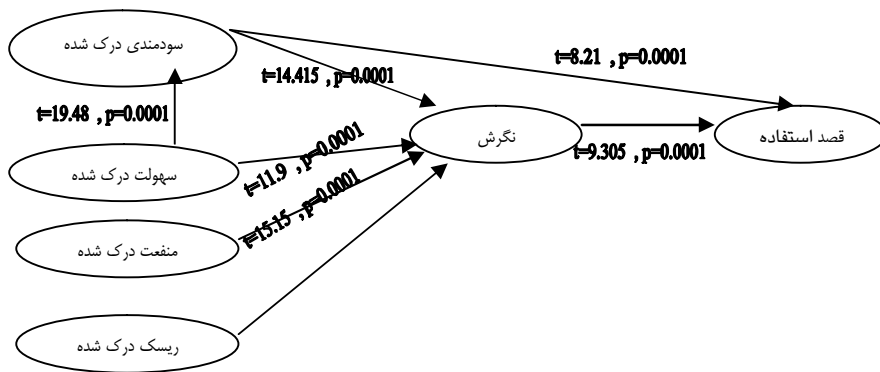 سودمندی درک شده
t=8.21 , p=0.0001
t=14.415 , p=0.0001
t=19.48 , p=0.0001
نگرش
قصد استفاده
t=11.9 , p=0.0001
t=9.305 , p=0.0001
سهولت درک شده
t=15.15 , p=0.0001
منفعت درک شده
ریسک درک شده